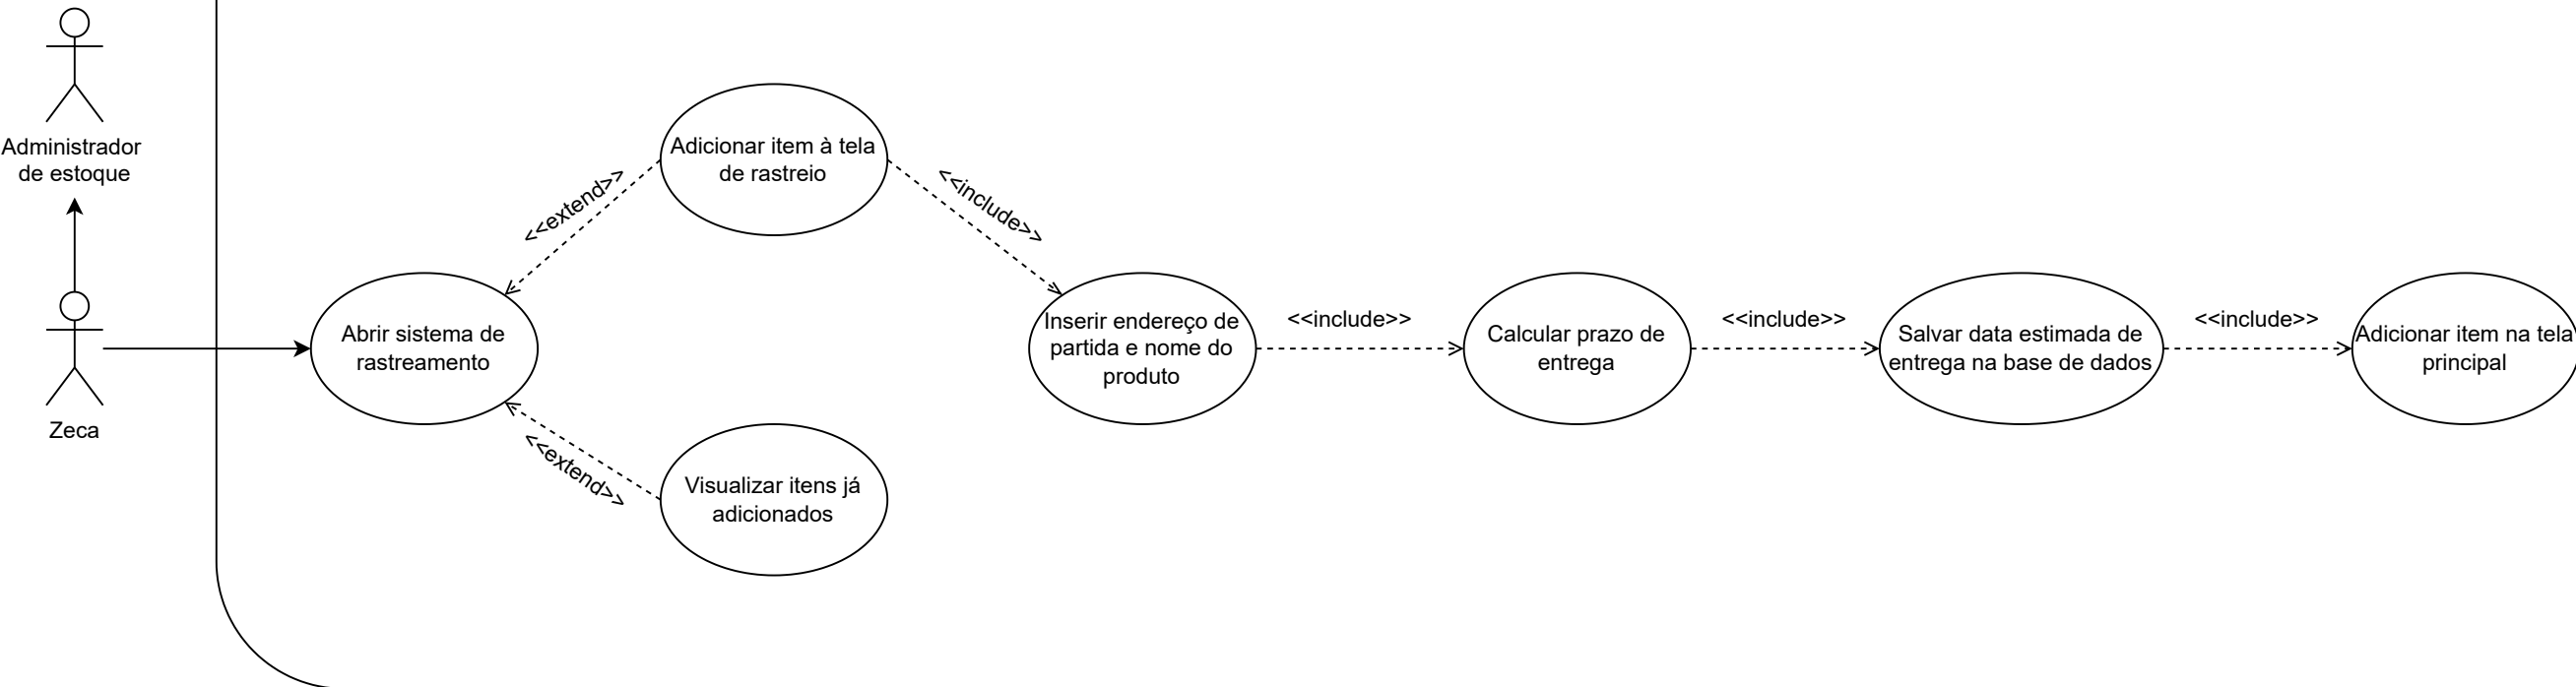 Administrador
de estoque
Zeca
Abrir sistema de
rastreamento
<<extend>>
<<extend>>
Adicionar item à tela
de rastreio
Visualizar itens já
adicionados
<<include>>
Inserir endereço de
partida e nome do
produto
<<include>>
Calcular prazo de
entrega
<<include>>
Salvar data estimada de
entrega na base de dados
<<include>>
Adicionar item na tela
principal